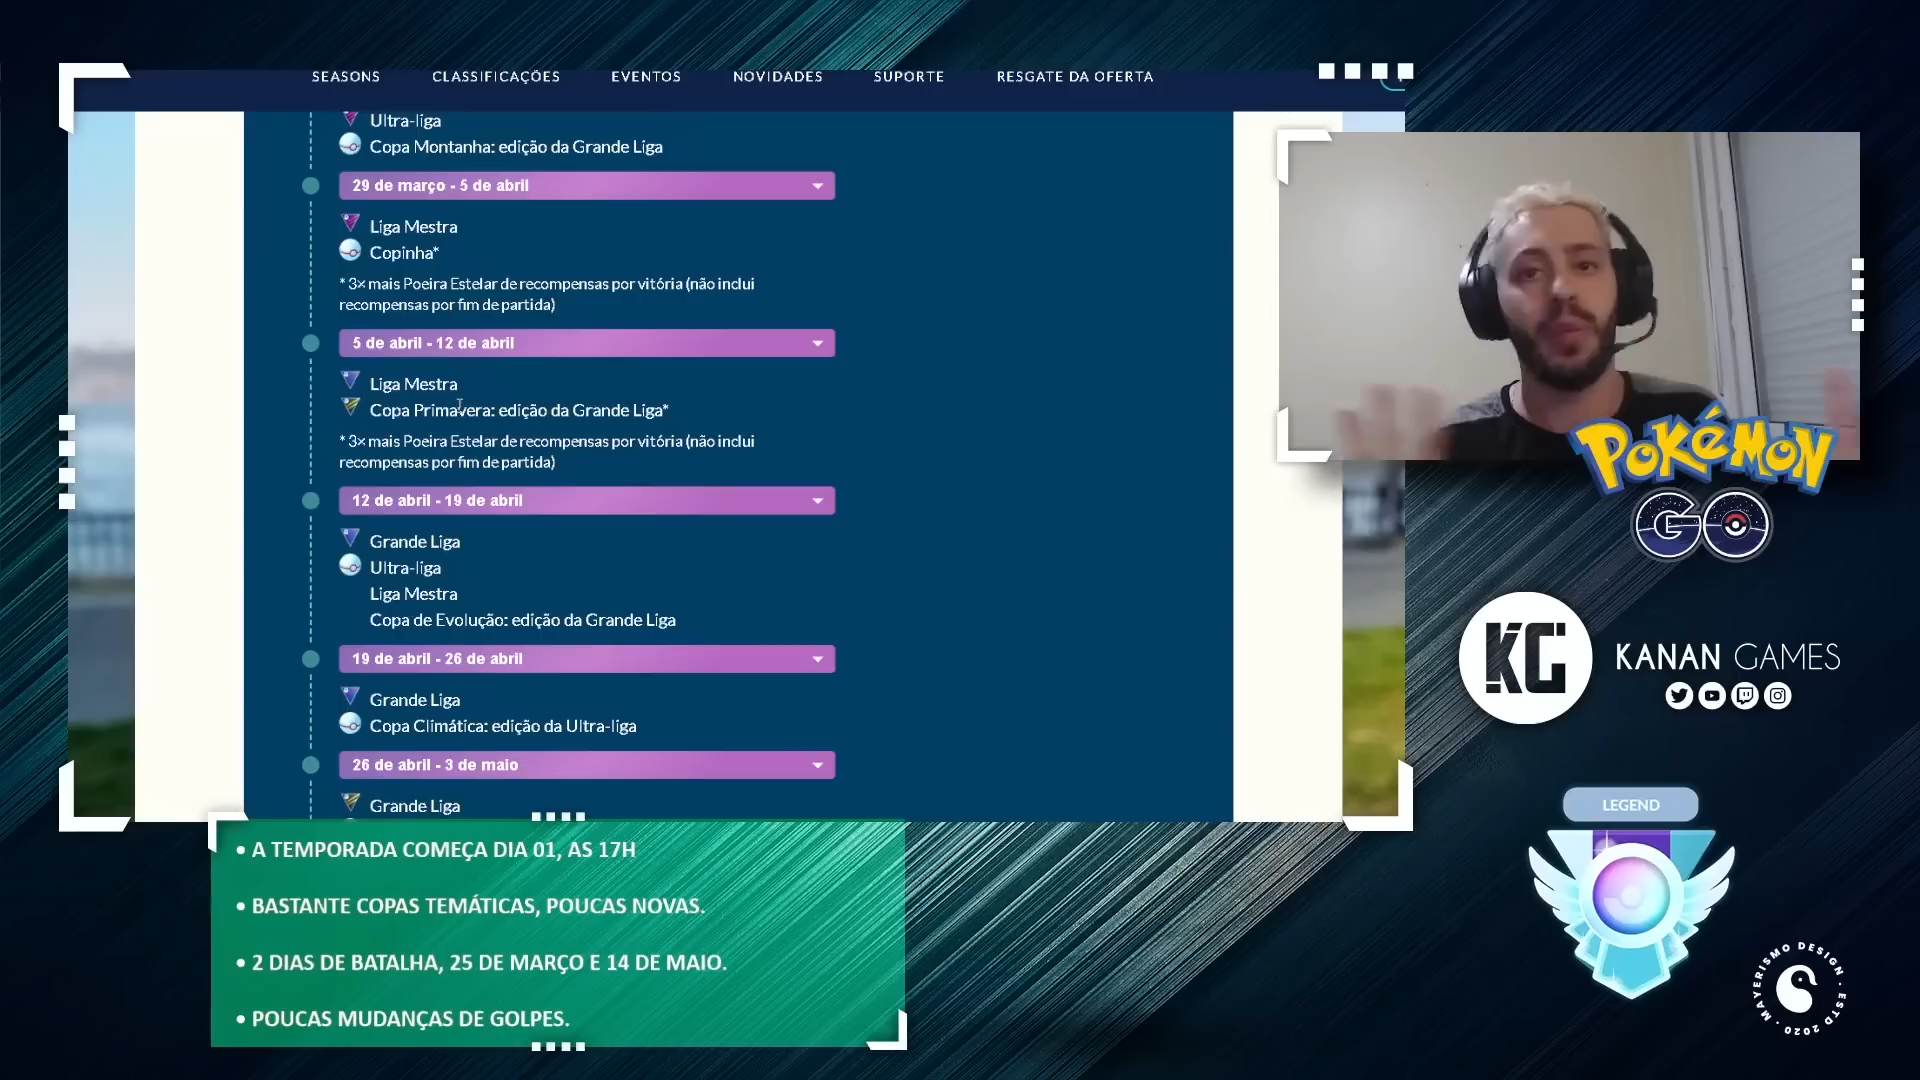 SEASONS CLASSIFICAÇÕES EVENTOS NOVIDADES SUPORTE RESGATE DA OFERTA
Ultra-liga
Copa Montanha: edição da Grande Liga
29 de março - 5 de abril
Liga Mestra
Copinha*
* 3× mais Poeira Estelar de recompensas por vitória (não inclui
recompensas por fim de partida)
5 de abril - 12 de abril
Liga Mestra
Copa Primavera: edição da Grande Liga*
* 3× mais Poeira Estelar de recompensas por vitória (não inclui
recompensas por fim de partida)
12 de abril - 19 de abril
Grande Liga
Ultra-liga
Liga Mestra
Copa de Evolução: edição da Grande Liga
19 de abril - 26 de abril
Grande Liga
Copa Climática: edição da Ultra-liga
26 de abril - 3 de maio
Grande Liga
• A TEMPORADA COMEÇA DIA 01, AS 17H
• BASTANTE COPAS TEMÁTICAS, POUCAS NOVAS.
• 2 DIAS DE BATALHA, 25 DE MARÇO E 14 DE MAIO.
• POUCAS MUDANÇAS DE GOLPES.
POKÉMON
GO
KG
KANAN GAMES
LEGEND
MAYERISMO DESIGN · ESTD 2020 ·